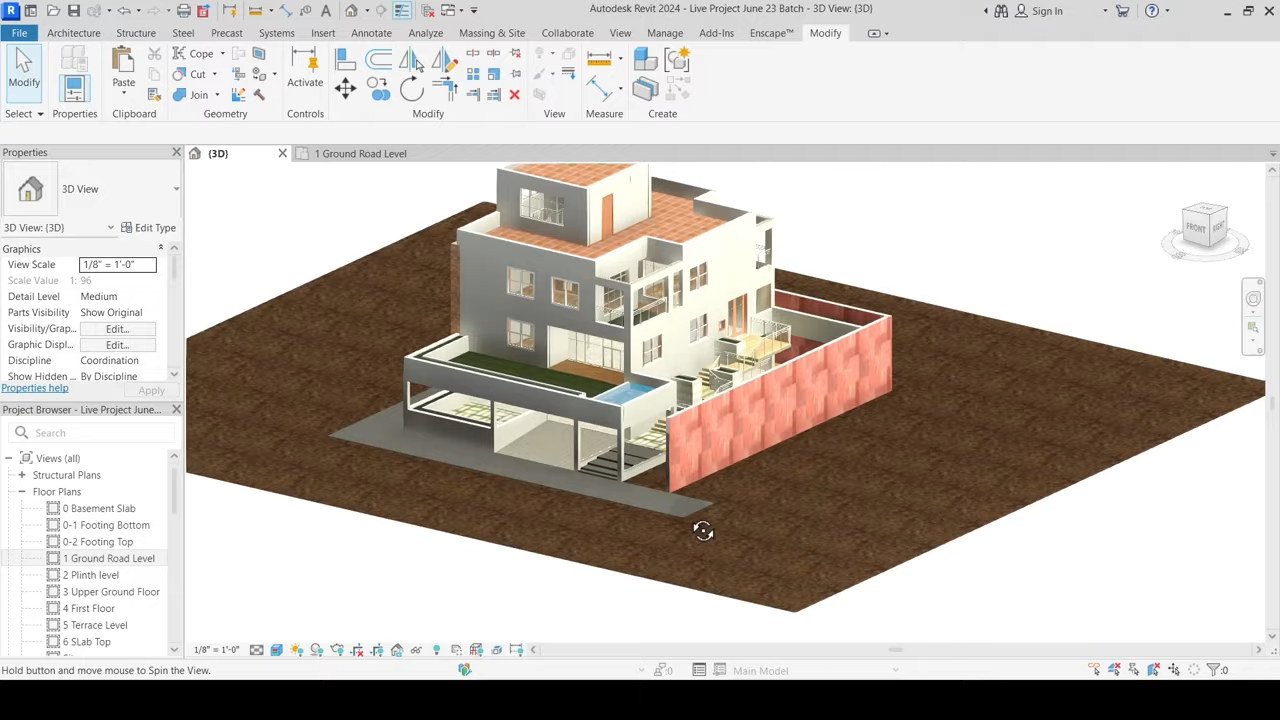 R
Autodesk Revit 2024 - Live Project June 23 Batch - 3D View: {3D}
Sign In
File Architecture Structure Steel Precast Systems Insert Annotate Analyze Massing & Site Collaborate View Manage Add-Ins Enscape™ Modify
Modify
Paste
Cope
Cut
Join
Activate
Select Properties Clipboard Geometry Controls Modify View Measure Create
Properties
{3D}
1 Ground Road Level
3D View
3D View: {3D}
Edit Type
Graphics
View Scale 1/8" = 1'-0"
Scale Value 1: 96
Detail Level Medium
Parts Visibility Show Original
Visibility/Grap... Edit...
Graphic Displ... Edit...
Discipline Coordination
Show Hidden ... By Discipline
Properties help
Apply
Project Browser - Live Project June...
Search
Views (all)
Structural Plans
Floor Plans
0 Basement Slab
0-1 Footing Bottom
0-2 Footing Top
1 Ground Road Level
2 Plinth level
3 Upper Ground Floor
4 First Floor
5 Terrace Level
6 SLab Top
FRONT
RIGHT
1/8" = 1'-0"
Hold button and move mouse to Spin the View.
:0
Main Model
:0